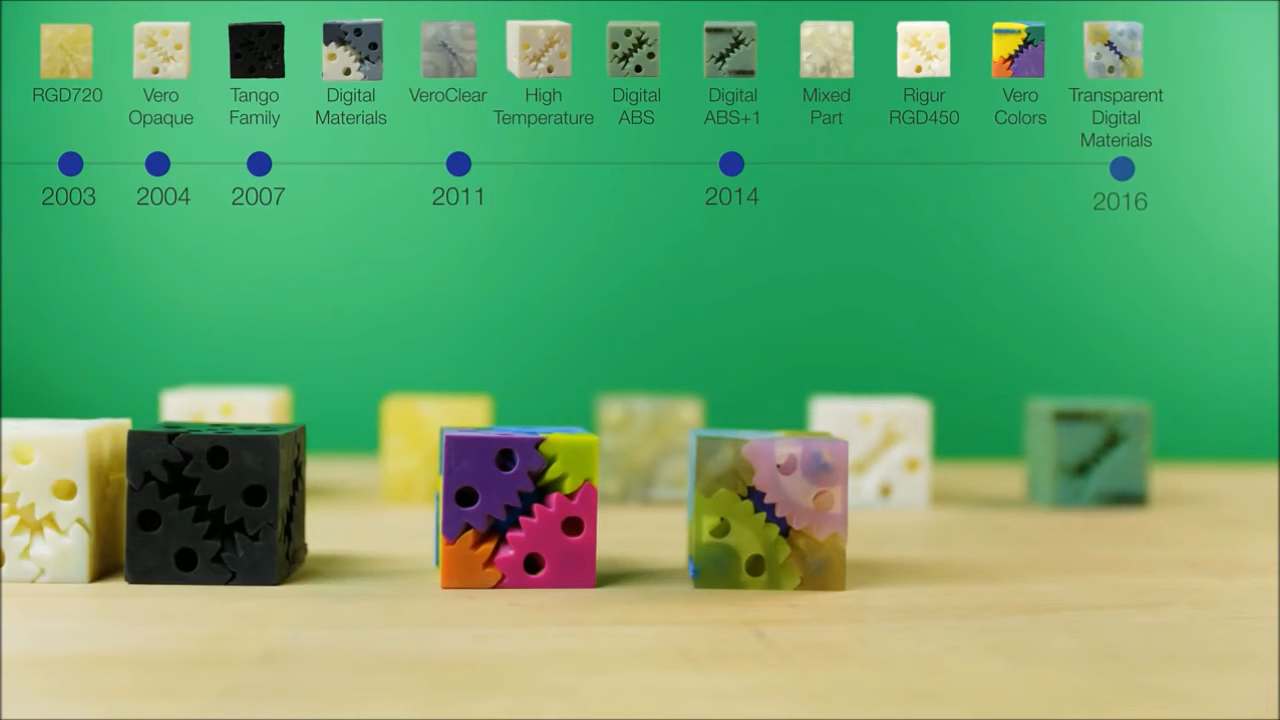 RGD720
Vero
Opaque
Tango
Family
Digital
Materials
VeroClear
High
Temperature
Digital
ABS
Digital
ABS+1
Mixed
Part
Rigur
RGD450
Vero
Colors
Transparent
Digital
Materials
2003
2004
2007
2011
2014
2016